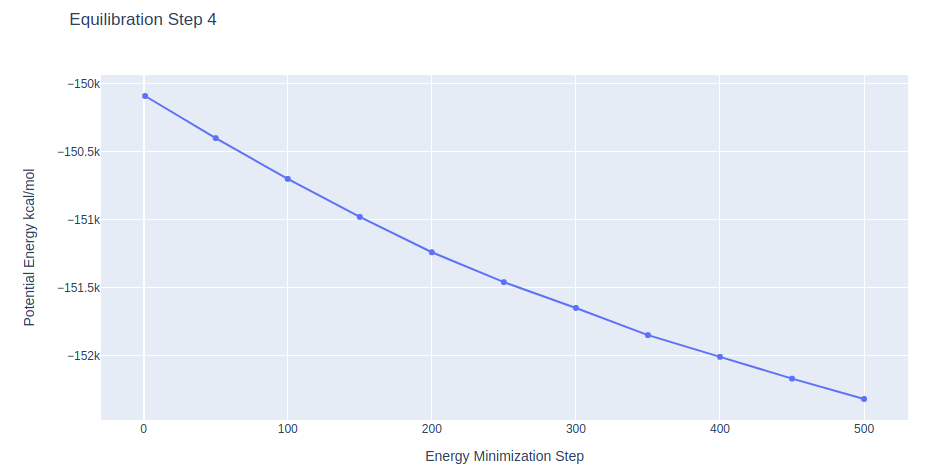 Equilibration Step 4
Potential Energy kcal/mol
−150k
−150.5k
−151k
−151.5k
−152k
0
100
200
300
400
500
Energy Minimization Step